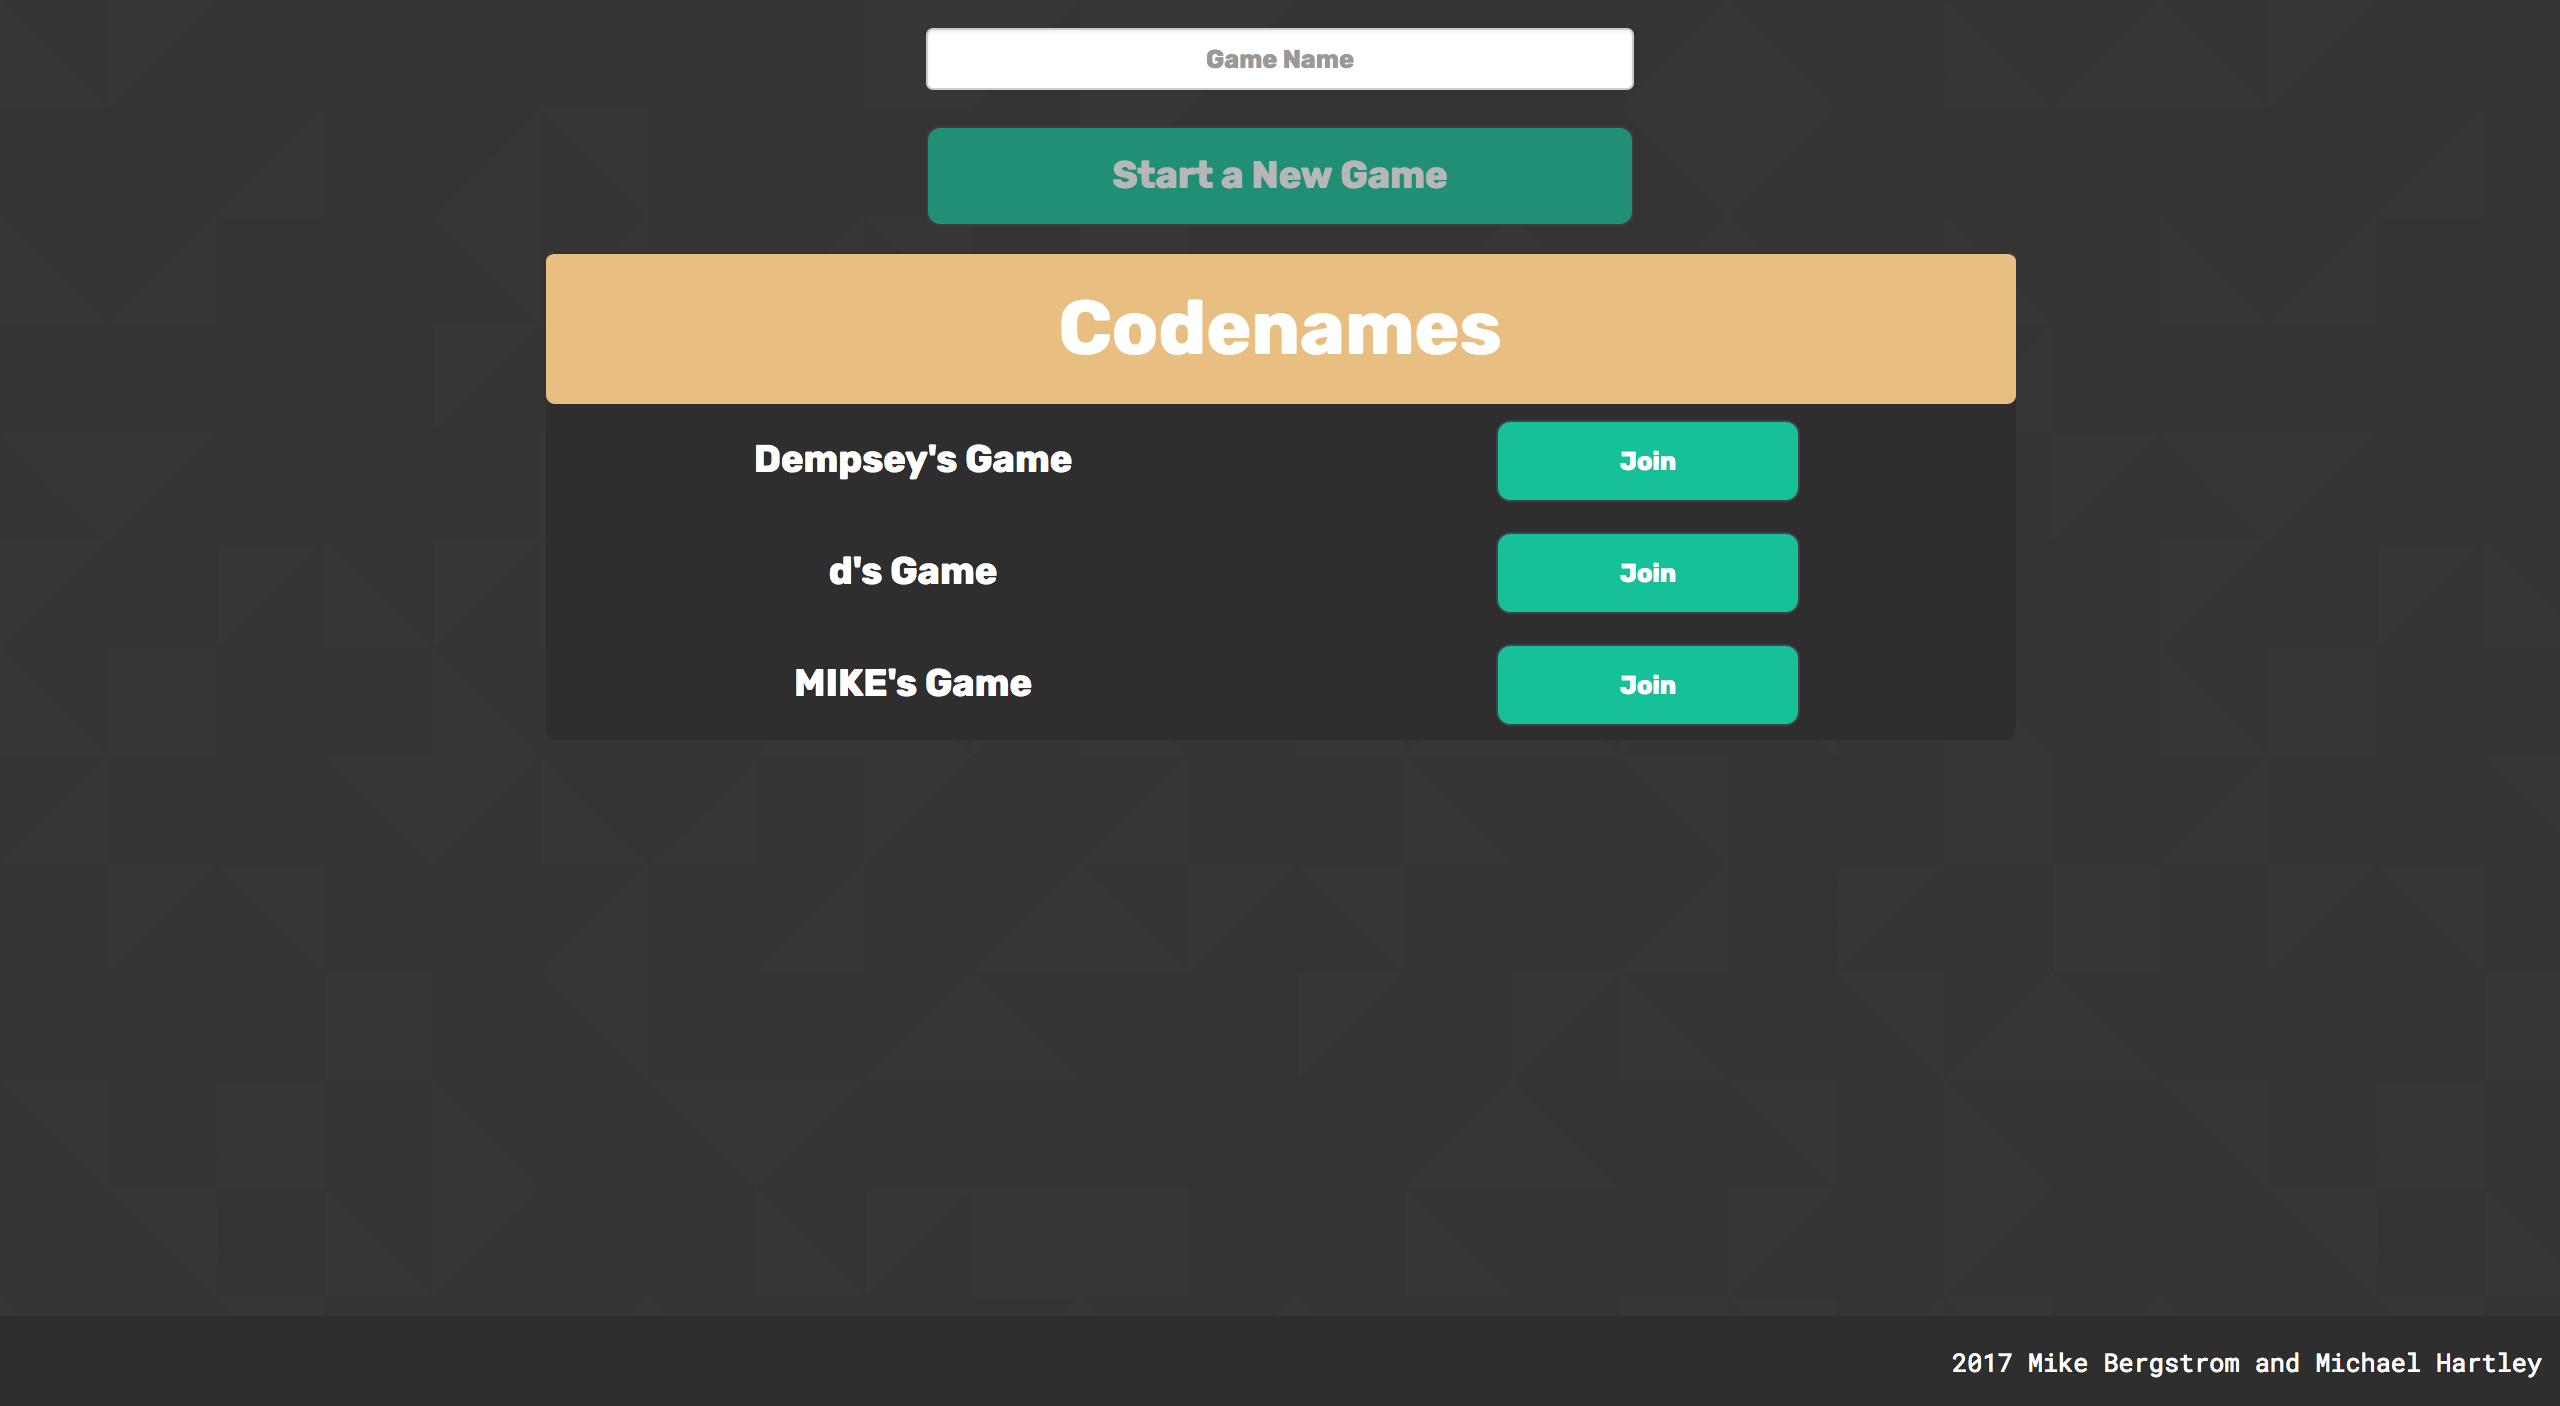 Game Name
Start a New Game
Codenames
Dempsey's Game
Join
d's Game
Join
MIKE's Game
Join
2017 Mike Bergstrom and Michael Hartley